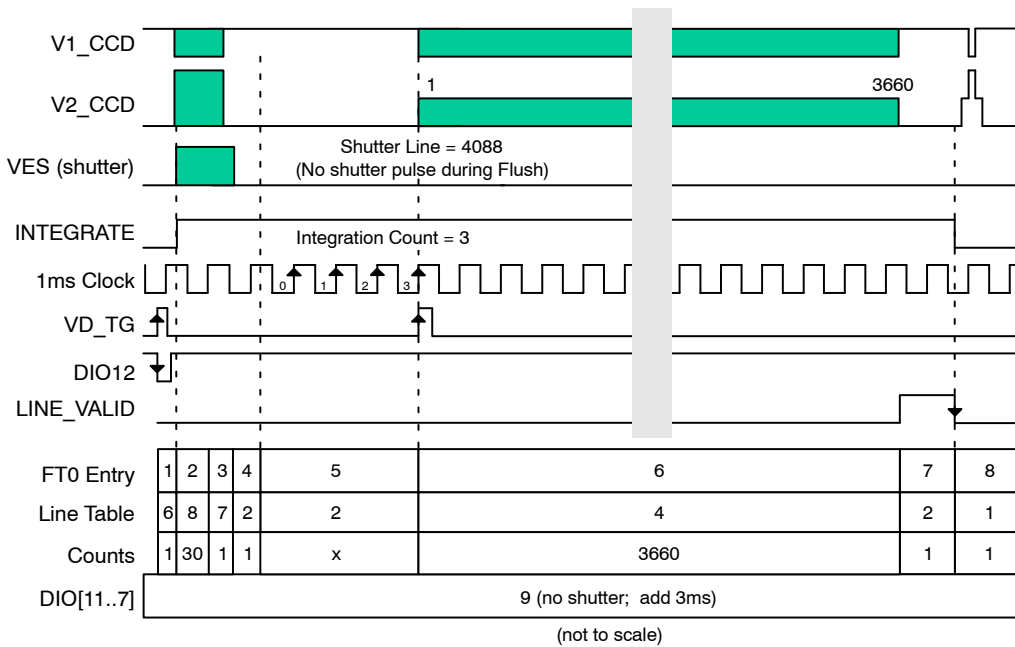 V1_CCD
1 3660
V2_CCD
Shutter Line = 4088
VES (shutter)
(No shutter pulse during Flush)
INTEGRATE
Integration Count = 3
1ms Clock 0 1 2 3
VD_TG
DIO12
LINE_VALID
FT0 Entry 1 2 3 4 5 6 7 8
Line Table 6 8 7 2 2 4 2 1
Counts 1 30 1 1 x 3660 1 1
DIO[11..7] 9 (no shutter; add 3ms)
(not to scale)